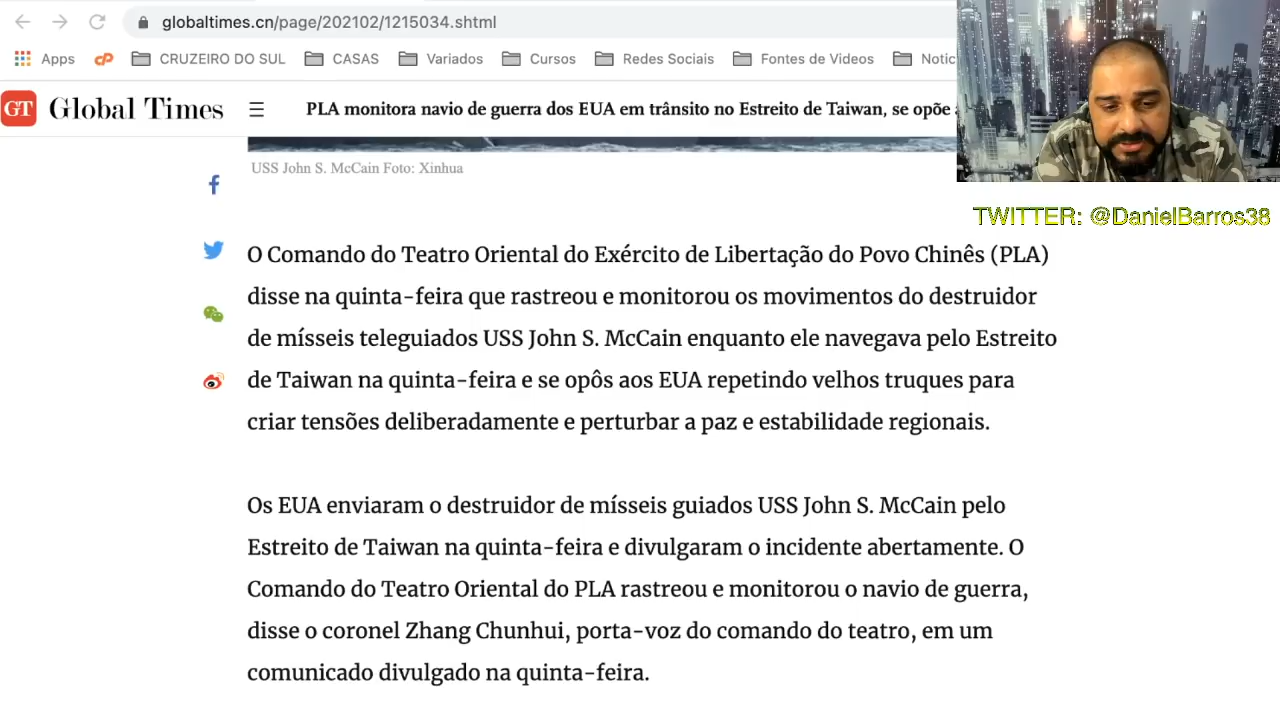 globaltimes.cn/page/202102/1215034.shtml
Apps CRUZEIRO DO SUL CASAS Variados Cursos Redes Sociais Fontes de Videos Notic
GT Global Times PLA monitora navio de guerra dos EUA em trânsito no Estreito de Taiwan, se opõe
USS John S. McCain Foto: Xinhua
TWITTER: @DanielBarros38
O Comando do Teatro Oriental do Exército de Libertação do Povo Chinês (PLA)
disse na quinta-feira que rastreou e monitorou os movimentos do destruidor
de mísseis teleguiados USS John S. McCain enquanto ele navegava pelo Estreito
de Taiwan na quinta-feira e se opôs aos EUA repetindo velhos truques para
criar tensões deliberadamente e perturbar a paz e estabilidade regionais.
Os EUA enviaram o destruidor de mísseis guiados USS John S. McCain pelo
Estreito de Taiwan na quinta-feira e divulgaram o incidente abertamente. O
Comando do Teatro Oriental do PLA rastreou e monitorou o navio de guerra,
disse o coronel Zhang Chunhui, porta-voz do comando do teatro, em um
comunicado divulgado na quinta-feira.